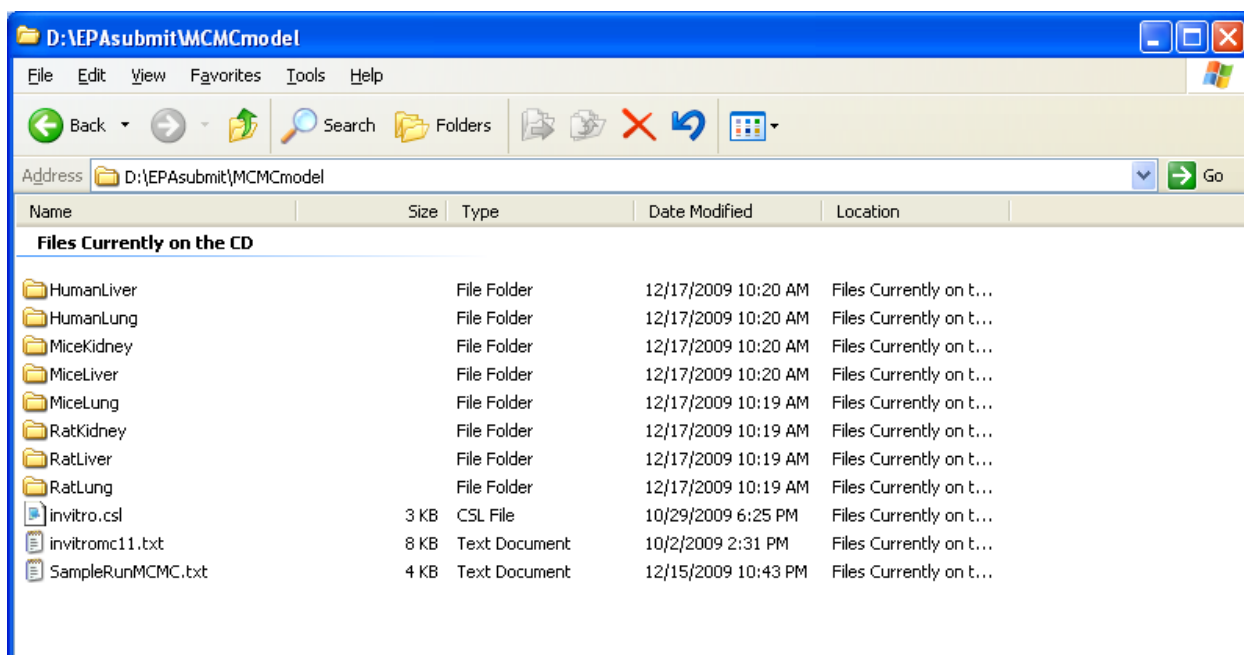 D:\EPAsubmit\MCMCmodel
File Edit View Favorites Tools Help
Back Search Folders
Address D:\EPAsubmit\MCMCmodel Go
Name Size Type Date Modified Location
Files Currently on the CD
HumanLiver File Folder 12/17/2009 10:20 AM Files Currently on t...
HumanLung File Folder 12/17/2009 10:20 AM Files Currently on t...
MiceKidney File Folder 12/17/2009 10:20 AM Files Currently on t...
MiceLiver File Folder 12/17/2009 10:20 AM Files Currently on t...
MiceLung File Folder 12/17/2009 10:19 AM Files Currently on t...
RatKidney File Folder 12/17/2009 10:19 AM Files Currently on t...
RatLiver File Folder 12/17/2009 10:19 AM Files Currently on t...
RatLung File Folder 12/17/2009 10:19 AM Files Currently on t...
invitro.csl 3 KB CSL File 10/29/2009 6:25 PM Files Currently on t...
invitromc11.txt 8 KB Text Document 10/2/2009 2:31 PM Files Currently on t...
SampleRunMCMC.txt 4 KB Text Document 12/15/2009 10:43 PM Files Currently on t...